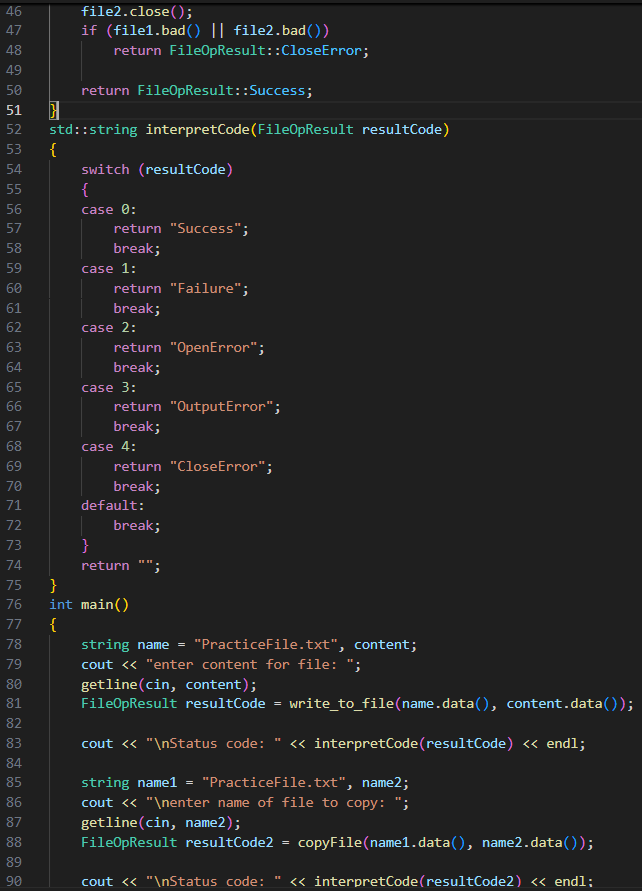 46 file2.close();
47 if (file1.bad() || file2.bad())
48 return FileOpResult::CloseError;
49
50 return FileOpResult::Success;
51 }
52 std::string interpretCode(FileOpResult resultCode)
53 {
54 switch (resultCode)
55 {
56 case 0:
57 return "Success";
58 break;
59 case 1:
60 return "Failure";
61 break;
62 case 2:
63 return "OpenError";
64 break;
65 case 3:
66 return "OutputError";
67 break;
68 case 4:
69 return "CloseError";
70 break;
71 default:
72 break;
73 }
74 return "";
75 }
76 int main()
77 {
78 string name = "PracticeFile.txt", content;
79 cout << "enter content for file: ";
80 getline(cin, content);
81 FileOpResult resultCode = write_to_file(name.data(), content.data());
82
83 cout << "\nStatus code: " << interpretCode(resultCode) << endl;
84
85 string name1 = "PracticeFile.txt", name2;
86 cout << "\nenter name of file to copy: ";
87 getline(cin, name2);
88 FileOpResult resultCode2 = copyFile(name1.data(), name2.data());
89
90 cout << "\nStatus code: " << interpretCode(resultCode2) << endl;